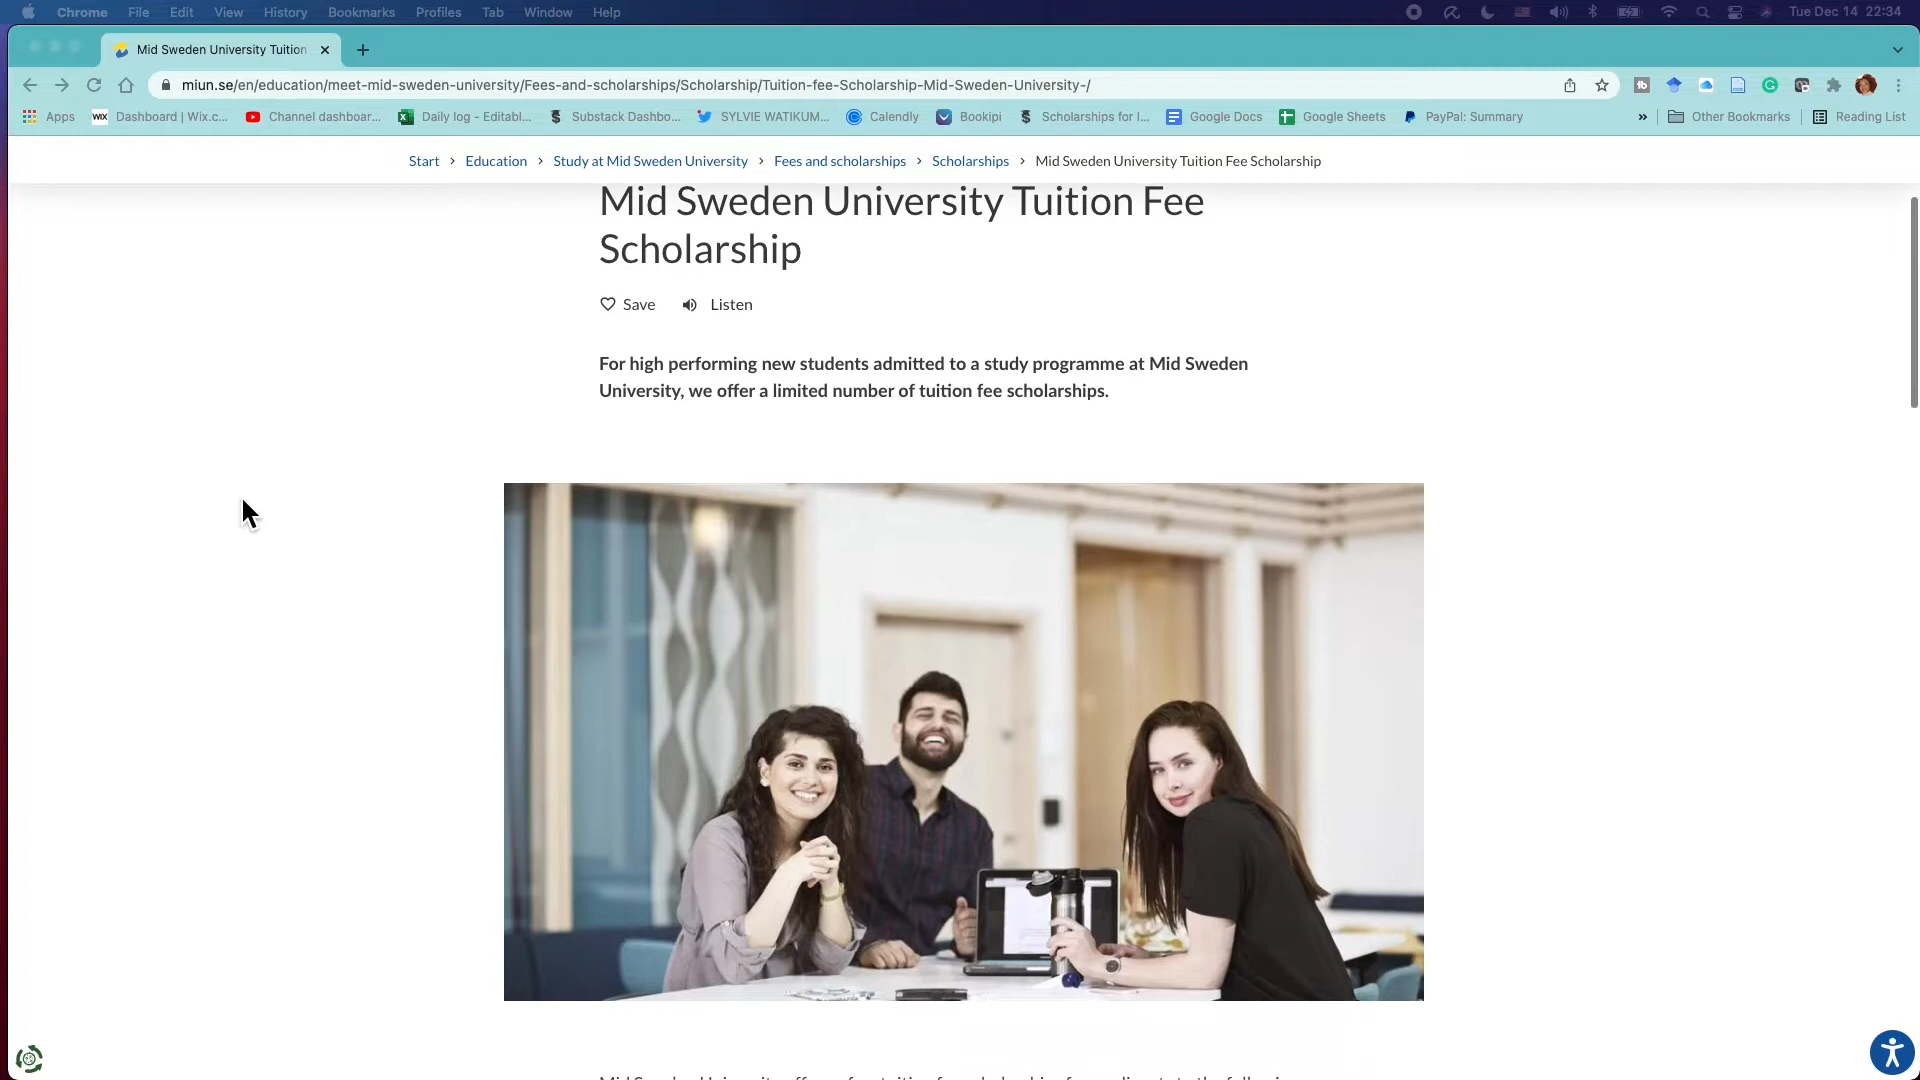 Chrome File Edit View History Bookmarks Profiles Tab Window Help Tue Dec 14 22:34
Mid Sweden University Tuition
miun.se/en/education/meet-mid-sweden-university/Fees-and-scholarships/Scholarship/Tuition-fee-Scholarship-Mid-Sweden-University-/
Apps WIX Dashboard | Wix.c... Channel dashboar... Daily log - Editabl... Substack Dashbo... SYLVIE WATIKUM... Calendly Bookipi Scholarships for I... Google Docs Google Sheets PayPal: Summary » Other Bookmarks Reading List
Start > Education > Study at Mid Sweden University > Fees and scholarships > Scholarships > Mid Sweden University Tuition Fee Scholarship
Mid Sweden University Tuition Fee
Scholarship
Save Listen
For high performing new students admitted to a study programme at Mid Sweden
University, we offer a limited number of tuition fee scholarships.